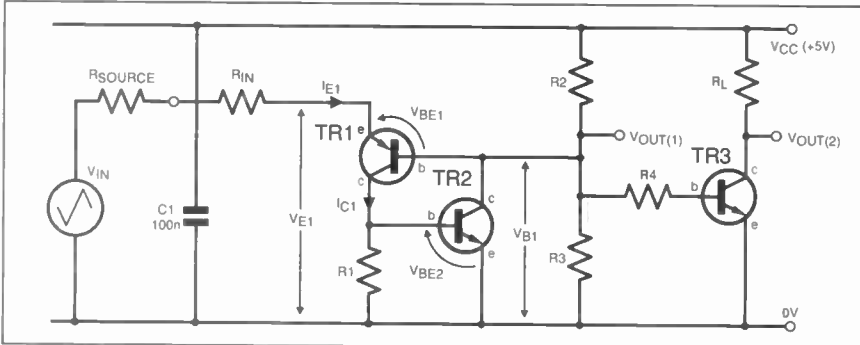 VCC (+5V)
RSOURCE
RIN
IE1
VBE1
R2
RL
TR1
e
b
c
VOUT(1)
VOUT(2)
TR2
TR3
VIN
C1
100n
VE1
IC1
b
c
e
R4
b
c
e
VB1
R1
VBE2
R3
0V